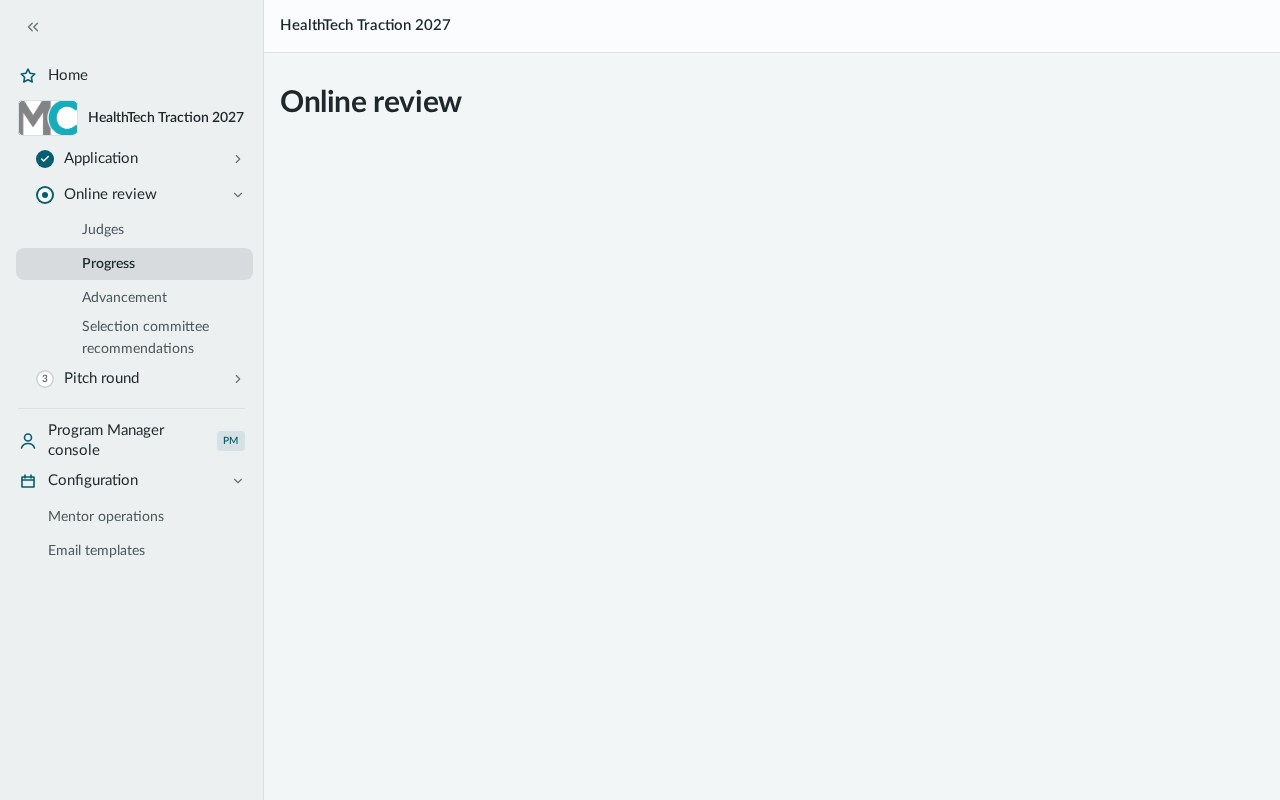 HealthTech Traction 2027
Home
MC
HealthTech Traction 2027
Application
Online review
Judges
Progress
Advancement
Selection committee
recommendations
3
Pitch round
Program Manager
console
PM
Configuration
Mentor operations
Email templates
Online review